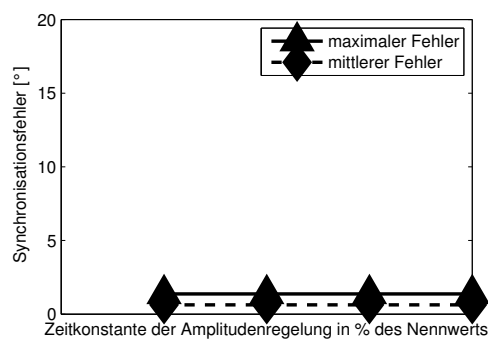 20
15
10
5
0
Synchronisationsfehler [°]
maximaler Fehler
mittlerer Fehler
Zeitkonstante der Amplitudenregelung in % des Nennwerts